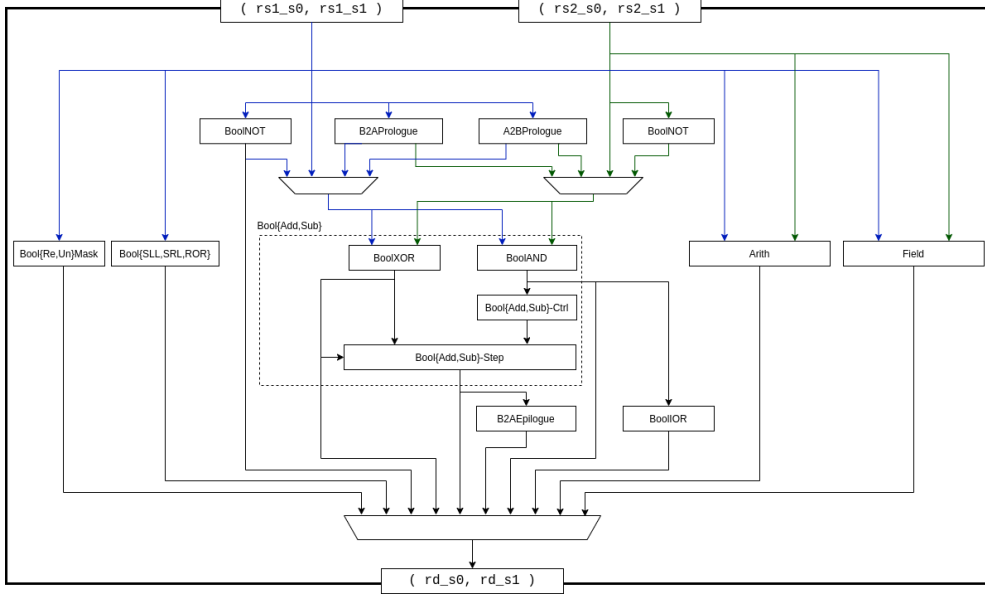 ( rs1_s0, rs1_s1 )
( rs2_s0, rs2_s1 )
BoolNOT
B2APrologue
A2BPrologue
BoolNOT
Bool{Add,Sub}
Bool{Re,Un}Mask
Bool{SLL,SRL,ROR}
BoolXOR
BoolAND
Arith
Field
Bool{Add,Sub}-Ctrl
Bool{Add,Sub}-Step
B2AEpilogue
BoolIOR
( rd_s0, rd_s1 )